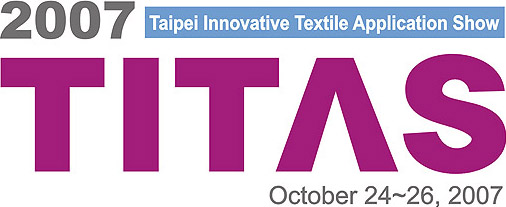 2007 Taipei Innovative Textile Application Show
TITAS
October 24~26, 2007